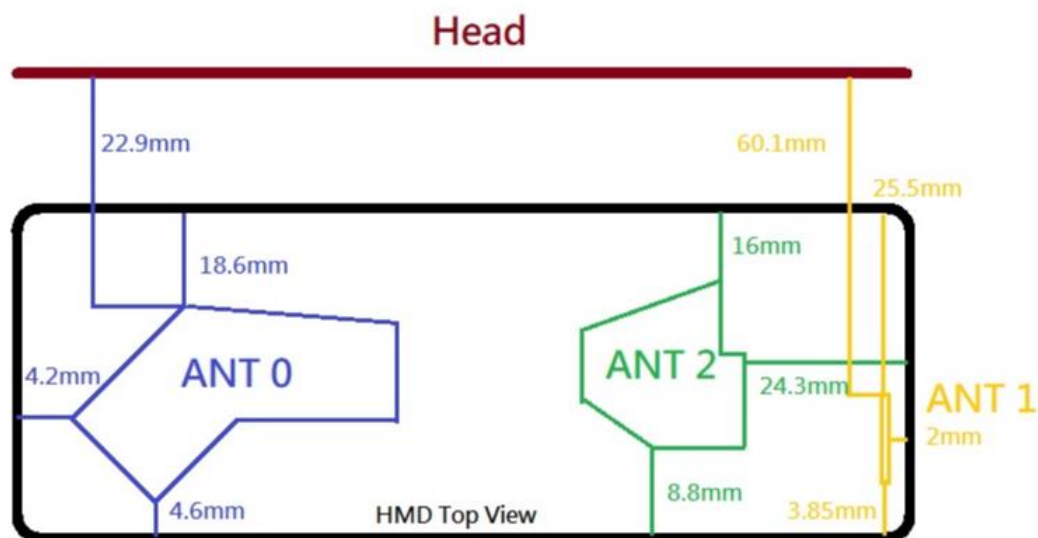 Head
22.9mm
60.1mm
25.5mm
18.6mm
16mm
4.2mm
ANT 0
ANT 2
24.3mm
ANT 1
2mm
4.6mm
HMD Top View
8.8mm
3.85mm